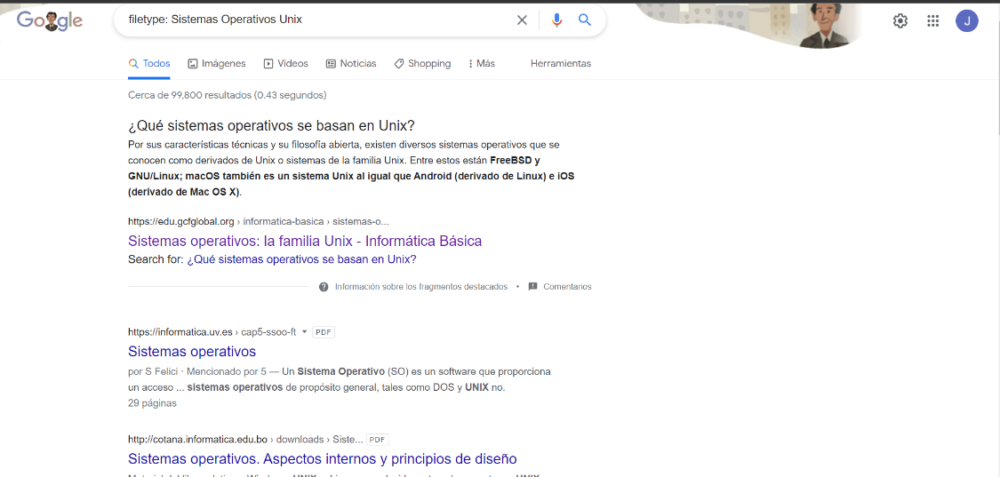 Google
filetype: Sistemas Operativos Unix
J
Todos Imágenes Videos Noticias Shopping Más Herramientas
Cerca de 99,800 resultados (0.43 segundos)
¿Qué sistemas operativos se basan en Unix?
Por sus características técnicas y su filosofía abierta, existen diversos sistemas operativos que se
conocen como derivados de Unix o sistemas de la familia Unix. Entre estos están FreeBSD y
GNU/Linux; macOS también es un sistema Unix al igual que Android (derivado de Linux) e iOS
(derivado de Mac OS X).
https://edu.gcfglobal.org › informatica-basica › sistemas-o...
Sistemas operativos: la familia Unix - Informática Básica
Search for: ¿Qué sistemas operativos se basan en Unix?
Información sobre los fragmentos destacados • Comentarios
https://informatica.uv.es › cap5-ssoo-ft PDF
Sistemas operativos
por S Felici · Mencionado por 5 — Un Sistema Operativo (SO) es un software que proporciona
un acceso ... sistemas operativos de propósito general, tales como DOS y UNIX no.
29 páginas
http://cotana.informatica.edu.bo › downloads › Siste... PDF
Sistemas operativos. Aspectos internos y principios de diseño